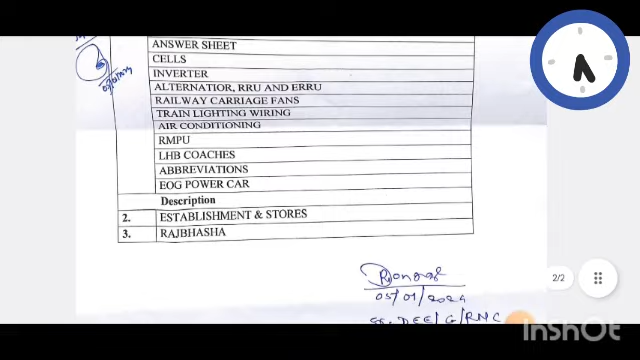 ANSWER SHEET
CELLS
INVERTER
ALTERNATIOR, RRU AND ERRU
RAILWAY CARRIAGE FANS
TRAIN LIGHTING WIRING
AIR CONDITIONING
RMPU
LHB COACHES
ABBREVIATIONS
EOG POWER CAR
Description
2. ESTABLISHMENT & STORES
3. RAJBHASHA
05/01/2024
2/2
InShOt